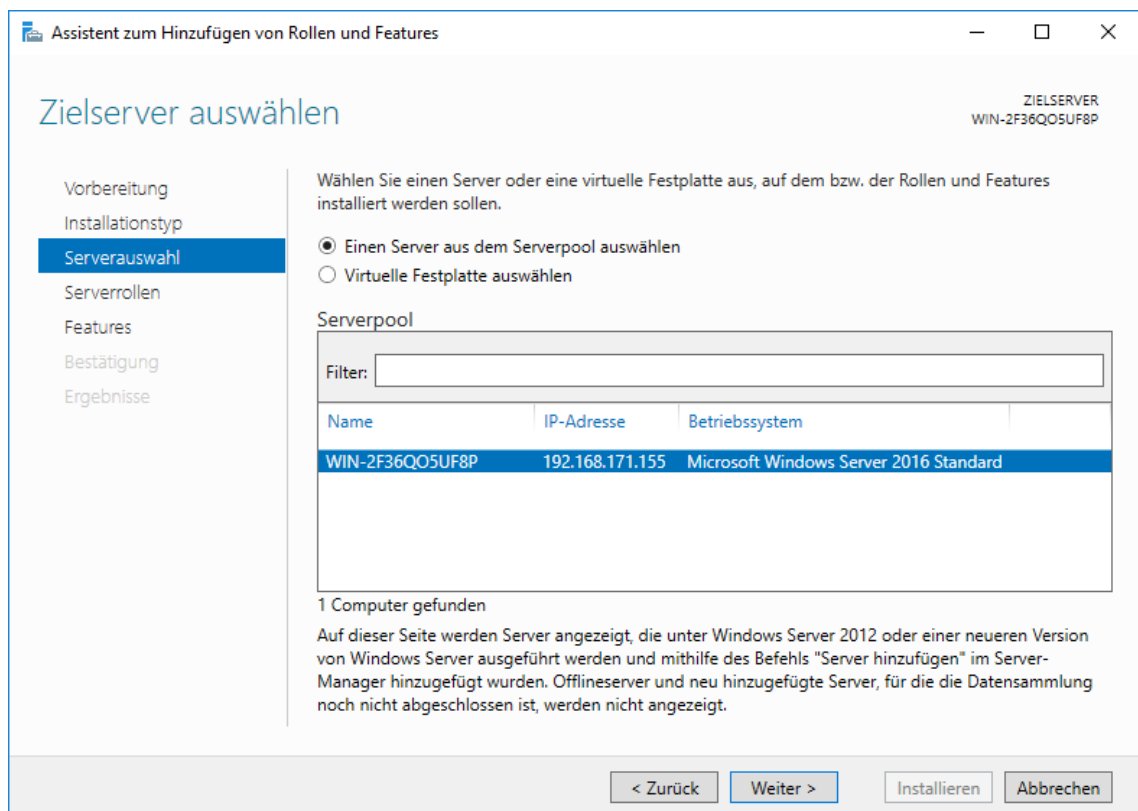 Assistent zum Hinzufügen von Rollen und Features
Zielserver auswählen
ZIELSERVER
WIN-2F36QO5UF8P
Vorbereitung
Installationstyp
Serverauswahl
Serverrollen
Features
Bestätigung
Ergebnisse
Wählen Sie einen Server oder eine virtuelle Festplatte aus, auf dem bzw. der Rollen und Features
installiert werden sollen.
Einen Server aus dem Serverpool auswählen
Virtuelle Festplatte auswählen
Serverpool
Filter:
Name IP-Adresse Betriebssystem
WIN-2F36QO5UF8P 192.168.171.155 Microsoft Windows Server 2016 Standard
1 Computer gefunden
Auf dieser Seite werden Server angezeigt, die unter Windows Server 2012 oder einer neueren Version
von Windows Server ausgeführt werden und mithilfe des Befehls "Server hinzufügen" im Server-
Manager hinzugefügt wurden. Offlineserver und neu hinzugefügte Server, für die die Datensammlung
noch nicht abgeschlossen ist, werden nicht angezeigt.
< Zurück Weiter > Installieren Abbrechen